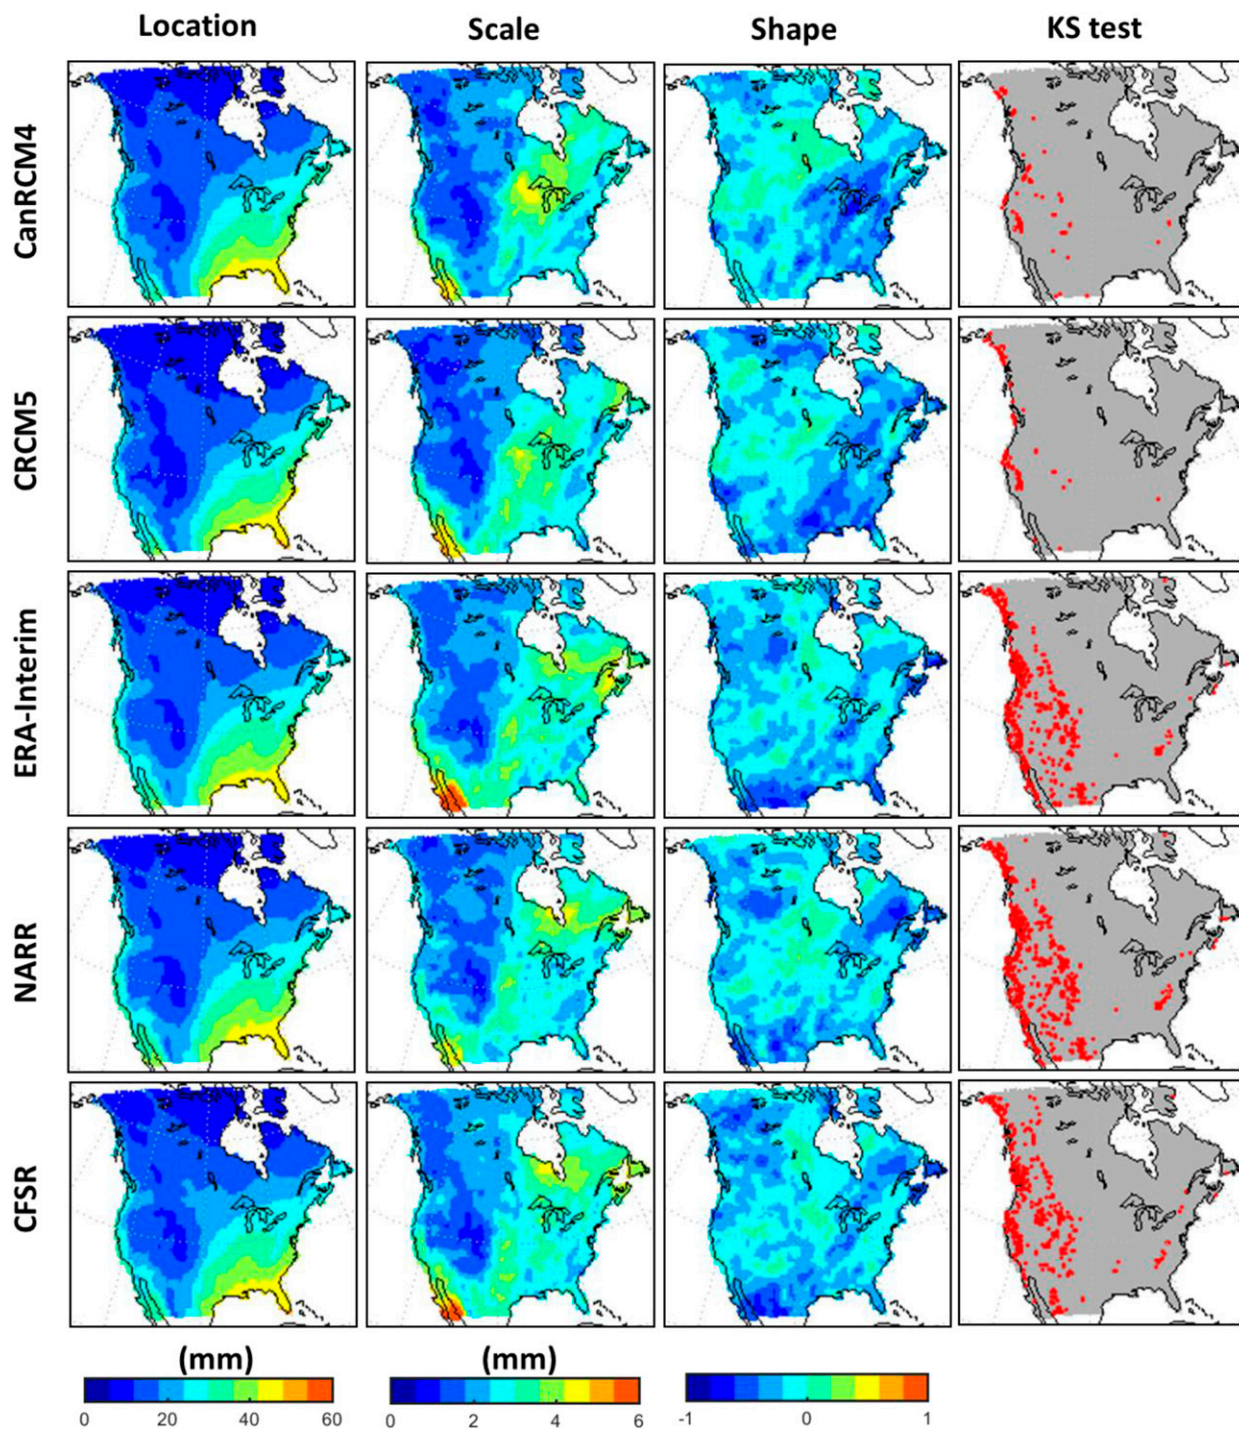 Location Scale Shape KS test
CanRCM4
CRCM5
ERA-Interim
NARR
CFSR
(mm) (mm)
0 20 40 60 0 2 4 6 -1 0 1